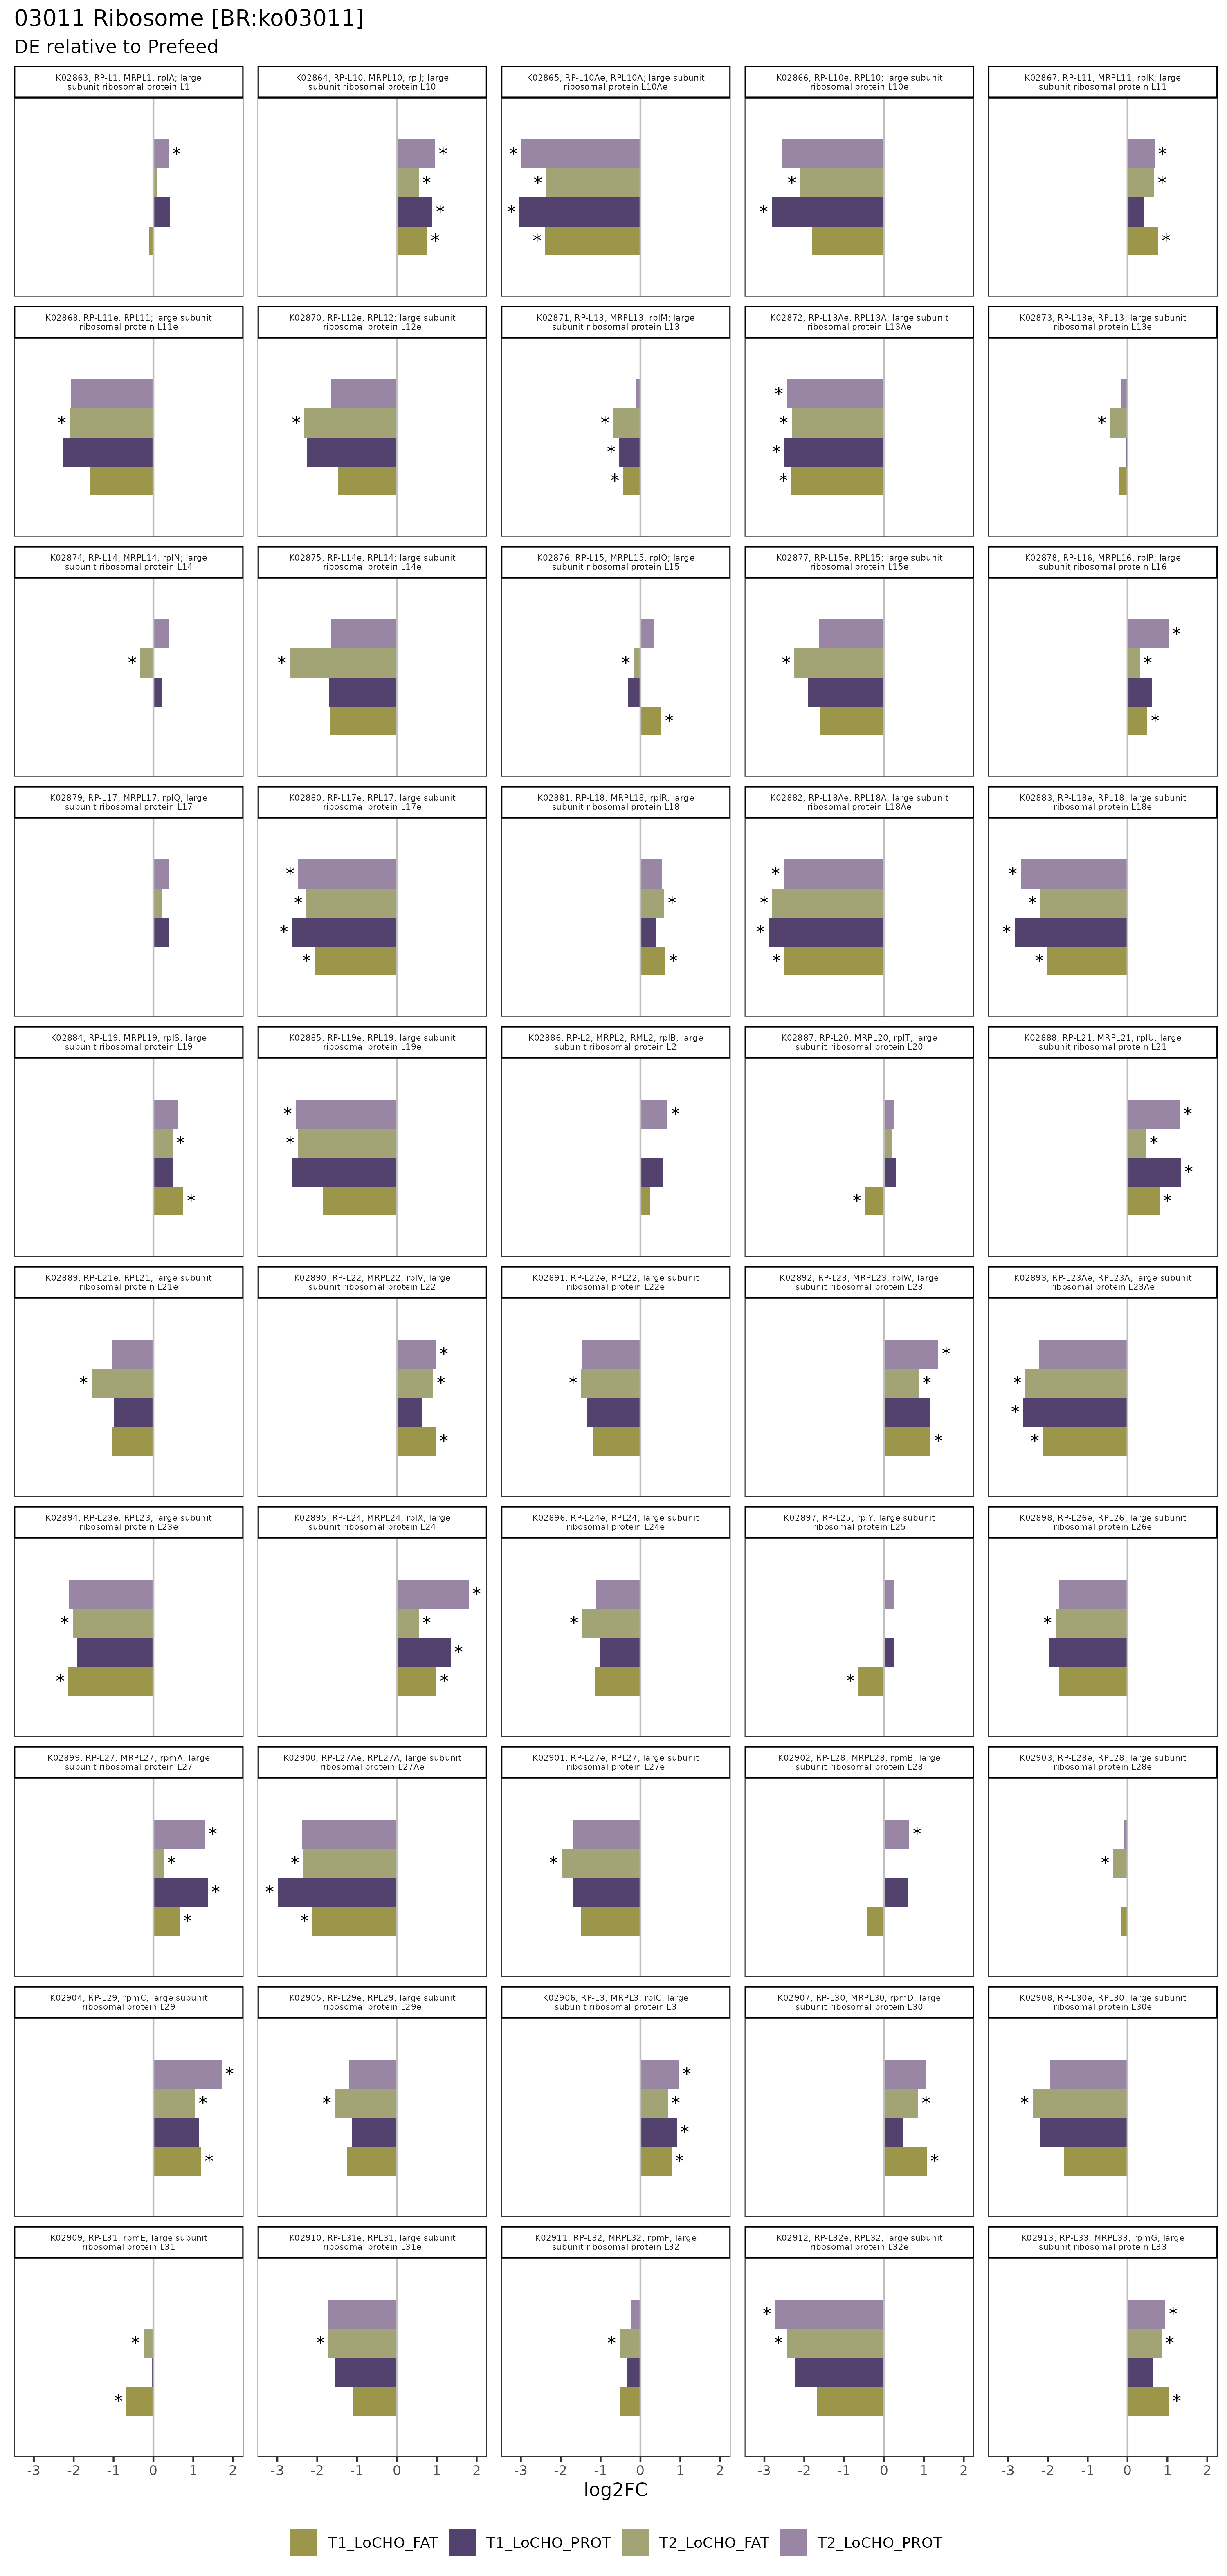 03011 Ribosome [BR:ko03011]
DE relative to Prefeed
K02863, RP-L1, MRPL1, rplA; large
subunit ribosomal protein L1
K02864, RP-L10, MRPL10, rplJ; large
subunit ribosomal protein L10
K02865, RP-L10Ae, RPL10A; large subunit
ribosomal protein L10Ae
K02866, RP-L10e, RPL10; large subunit
ribosomal protein L10e
K02867, RP-L11, MRPL11, rplK; large
subunit ribosomal protein L11
K02868, RP-L11e, RPL11; large subunit
ribosomal protein L11e
K02870, RP-L12e, RPL12; large subunit
ribosomal protein L12e
K02871, RP-L13, MRPL13, rplM; large
subunit ribosomal protein L13
K02872, RP-L13Ae, RPL13A; large subunit
ribosomal protein L13Ae
K02873, RP-L13e, RPL13; large subunit
ribosomal protein L13e
K02874, RP-L14, MRPL14, rplN; large
subunit ribosomal protein L14
K02875, RP-L14e, RPL14; large subunit
ribosomal protein L14e
K02876, RP-L15, MRPL15, rplO; large
subunit ribosomal protein L15
K02877, RP-L15e, RPL15; large subunit
ribosomal protein L15e
K02878, RP-L16, MRPL16, rplP; large
subunit ribosomal protein L16
K02879, RP-L17, MRPL17, rplQ; large
subunit ribosomal protein L17
K02880, RP-L17e, RPL17; large subunit
ribosomal protein L17e
K02881, RP-L18, MRPL18, rplR; large
subunit ribosomal protein L18
K02882, RP-L18Ae, RPL18A; large subunit
ribosomal protein L18Ae
K02883, RP-L18e, RPL18; large subunit
ribosomal protein L18e
K02884, RP-L19, MRPL19, rplS; large
subunit ribosomal protein L19
K02885, RP-L19e, RPL19; large subunit
ribosomal protein L19e
K02886, RP-L2, MRPL2, RML2, rplB; large
subunit ribosomal protein L2
K02887, RP-L20, MRPL20, rplT; large
subunit ribosomal protein L20
K02888, RP-L21, MRPL21, rplU; large
subunit ribosomal protein L21
K02889, RP-L21e, RPL21; large subunit
ribosomal protein L21e
K02890, RP-L22, MRPL22, rplV; large
subunit ribosomal protein L22
K02891, RP-L22e, RPL22; large subunit
ribosomal protein L22e
K02892, RP-L23, MRPL23, rplW; large
subunit ribosomal protein L23
K02893, RP-L23Ae, RPL23A; large subunit
ribosomal protein L23Ae
K02894, RP-L23e, RPL23; large subunit
ribosomal protein L23e
K02895, RP-L24, MRPL24, rplX; large
subunit ribosomal protein L24
K02896, RP-L24e, RPL24; large subunit
ribosomal protein L24e
K02897, RP-L25, rplY; large subunit
ribosomal protein L25
K02898, RP-L26e, RPL26; large subunit
ribosomal protein L26e
K02899, RP-L27, MRPL27, rpmA; large
subunit ribosomal protein L27
K02900, RP-L27Ae, RPL27A; large subunit
ribosomal protein L27Ae
K02901, RP-L27e, RPL27; large subunit
ribosomal protein L27e
K02902, RP-L28, MRPL28, rpmB; large
subunit ribosomal protein L28
K02903, RP-L28e, RPL28; large subunit
ribosomal protein L28e
K02904, RP-L29, rpmC; large subunit
ribosomal protein L29
K02905, RP-L29e, RPL29; large subunit
ribosomal protein L29e
K02906, RP-L3, MRPL3, rplC; large
subunit ribosomal protein L3
K02907, RP-L30, MRPL30, rpmD; large
subunit ribosomal protein L30
K02908, RP-L30e, RPL30; large subunit
ribosomal protein L30e
K02909, RP-L31, rpmE; large subunit
ribosomal protein L31
K02910, RP-L31e, RPL31; large subunit
ribosomal protein L31e
K02911, RP-L32, MRPL32, rpmF; large
subunit ribosomal protein L32
K02912, RP-L32e, RPL32; large subunit
ribosomal protein L32e
K02913, RP-L33, MRPL33, rpmG; large
subunit ribosomal protein L33
-3 -2 -1 0 1 2 -3 -2 -1 0 1 2 -3 -2 -1 0 1 2 -3 -2 -1 0 1 2 -3 -2 -1 0 1 2
log2FC
T1_LoCHO_FAT T1_LoCHO_PROT T2_LoCHO_FAT T2_LoCHO_PROT